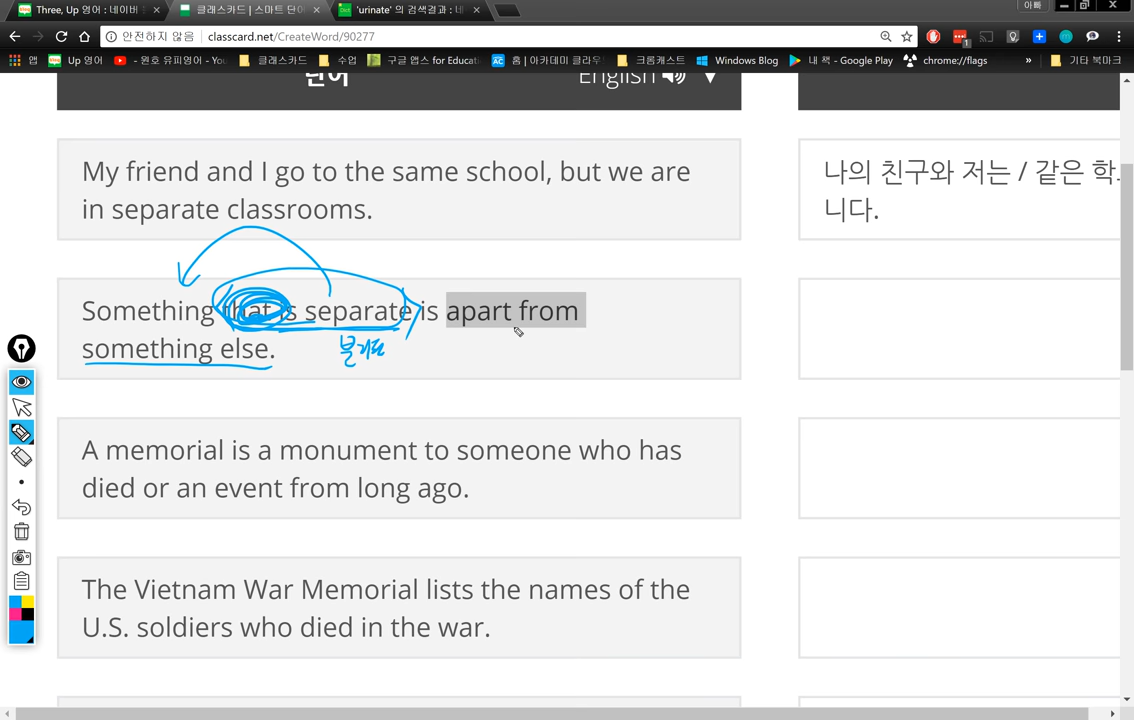 Three, Up 영어 : 네이버
클래스카드 | 스마트 단어
'urinate' 의 검색결과 : 네
아빠
안전하지 않음 classcard.net/CreateWord/90277
앱
Up 영어
- 원호 유피영어 - You
클래스카드
수업
구글 앱스 for Educati
홈 | 아카데미 클라우
크롬캐스트
Windows Blog
내 책 - Google Play
chrome://flags
»
기타 북마크
단어
English
My friend and I go to the same school, but we are
in separate classrooms.
나의 친구와 저는 / 같은 학
니다.
Something that is separate is apart from
something else.
A memorial is a monument to someone who has
died or an event from long ago.
The Vietnam War Memorial lists the names of the
U.S. soldiers who died in the war.